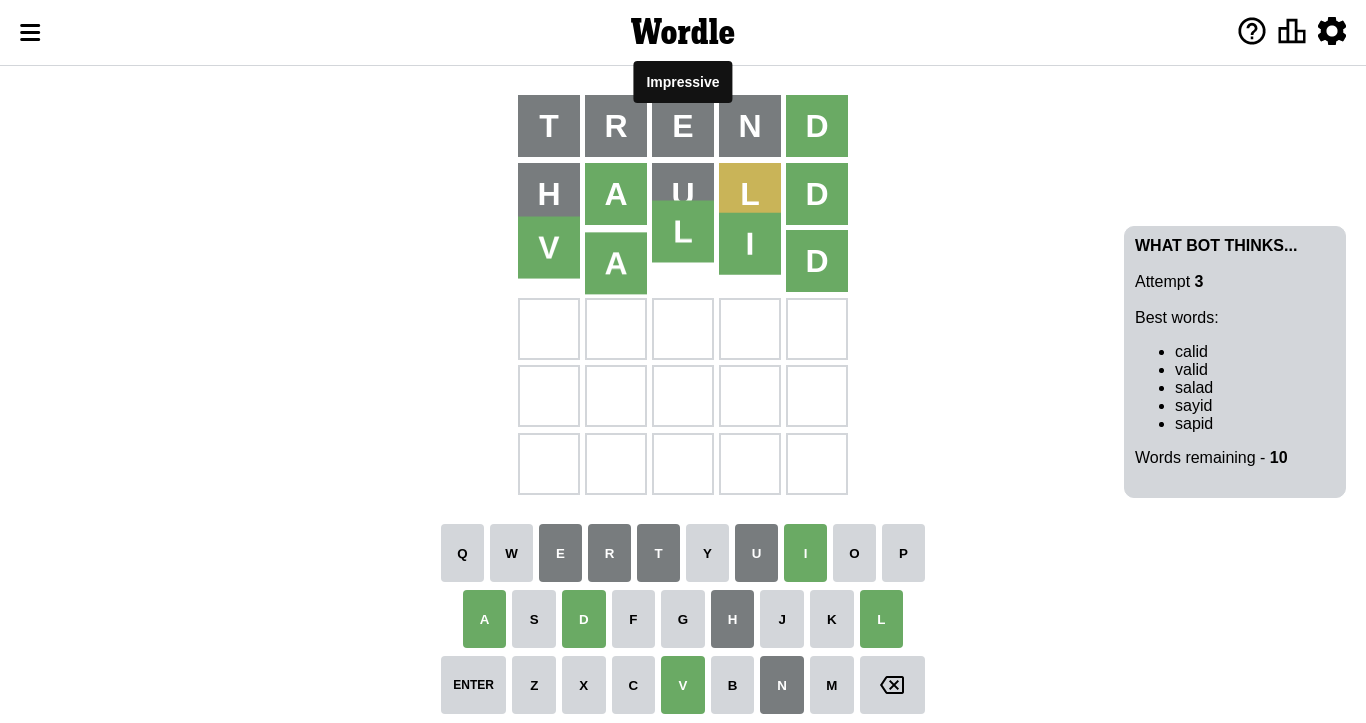 Wordle
Impressive
T R E N D
H A U L D
V A L I D
WHAT BOT THINKS...
Attempt 3
Best words:
calid
valid
salad
sayid
sapid
Words remaining - 10
Q W E R T Y U I O P
A S D F G H J K L
ENTER Z X C V B N M